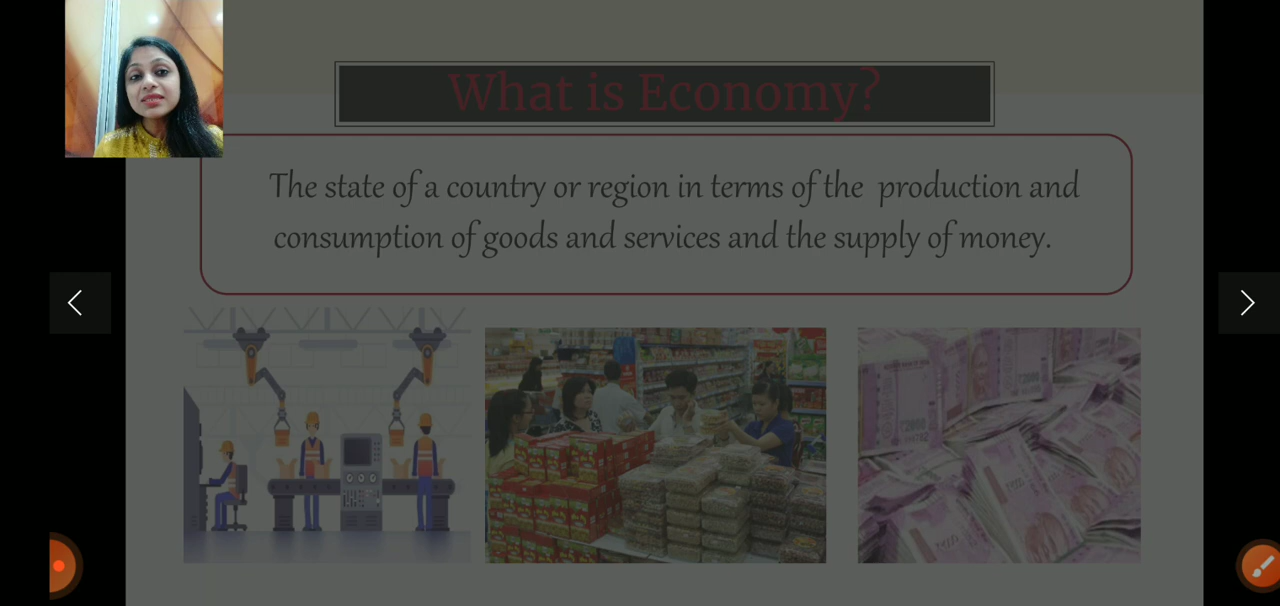 What is Economy?
The state of a country or region in terms of the production and
consumption of goods and services and the supply of money.